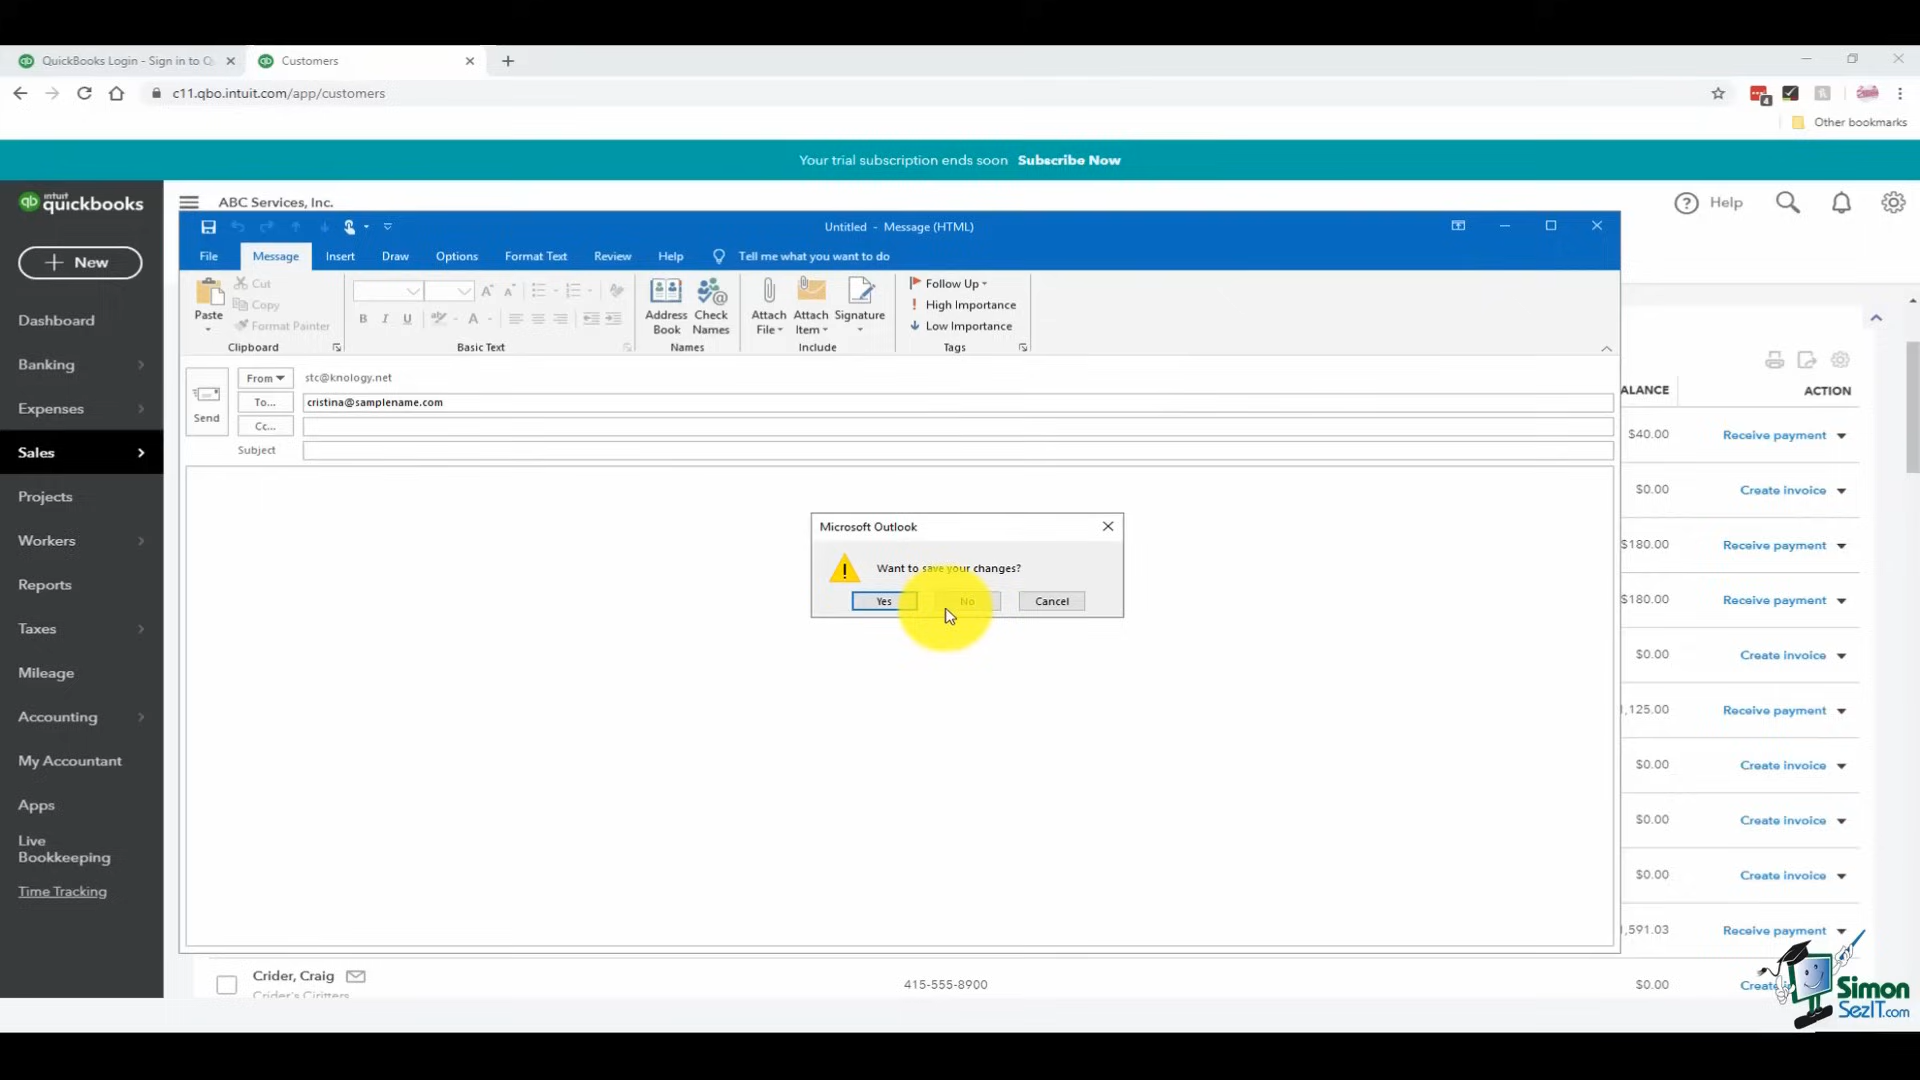 QuickBooks Login - Sign in to Q
Customers
c11.qbo.intuit.com/app/customers
4
Other bookmarks
Your trial subscription ends soon Subscribe Now
intuit
quickbooks
qb
ABC Services, Inc.
? Help
+ New
Dashboard
Banking
Expenses
Sales
Projects
Workers
Reports
Taxes
Mileage
Accounting
My Accountant
Apps
Live
Bookkeeping
Time Tracking
Untitled - Message (HTML)
File Message Insert Draw Options Format Text Review Help Tell me what you want to do
Paste
Cut
Copy
Format Painter
Clipboard
B I U
Basic Text
Address
Book
Check
Names
Names
Attach
File
Attach
Item
Signature
Include
Follow Up
High Importance
Low Importance
Tags
Send
From
stc@knology.net
To...
cristina@samplename.com
Cc...
Subject
Microsoft Outlook
Want to save your changes?
Yes No Cancel
ALANCE ACTION
$40.00 Receive payment
$0.00 Create invoice
$180.00 Receive payment
$180.00 Receive payment
$0.00 Create invoice
,125.00 Receive payment
$0.00 Create invoice
$0.00 Create invoice
$0.00 Create invoice
,591.03 Receive payment
Crider, Craig
Crider's Critters
415-555-8900
$0.00 Create
Simon
SezIT.com